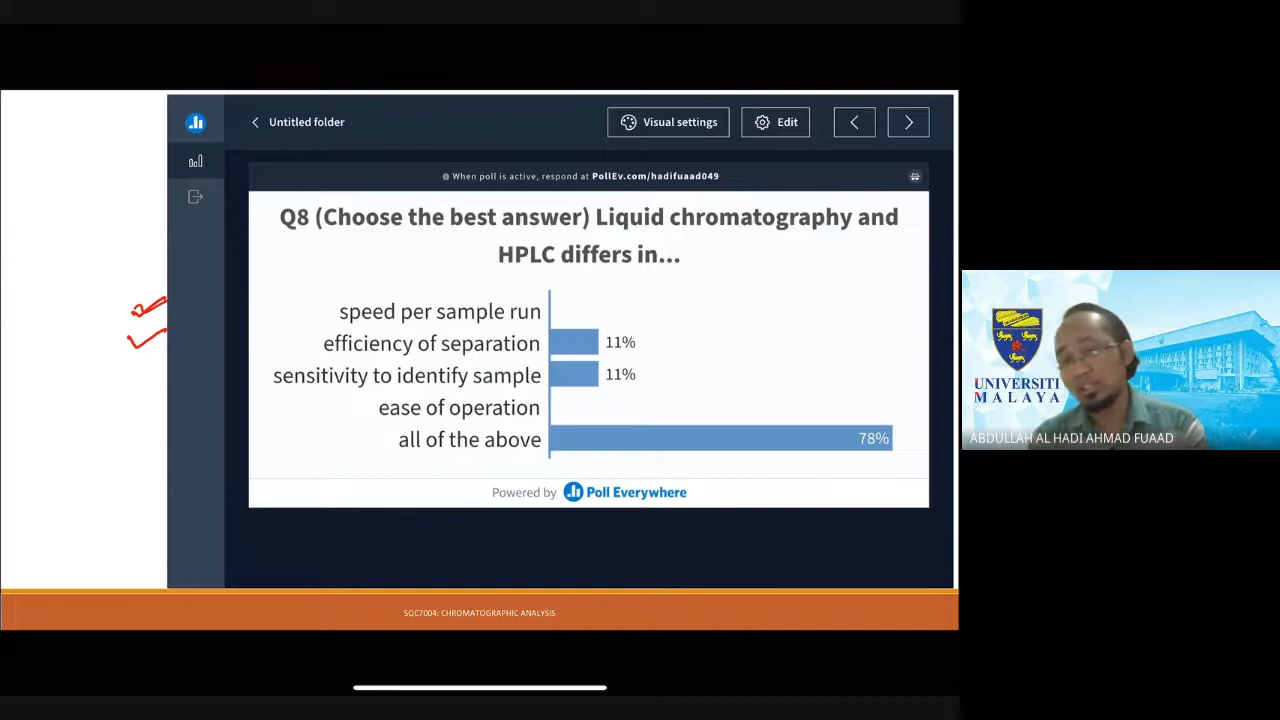 Untitled folder
Visual settings
Edit
When poll is active, respond at PollEv.com/hadifuaad049
Q8 (Choose the best answer) Liquid chromatography and
HPLC differs in...
speed per sample run
efficiency of separation 11%
sensitivity to identify sample 11%
ease of operation
all of the above 78%
Powered by Poll Everywhere
SQC7004: CHROMATOGRAPHIC ANALYSIS
UNIVERSITI
MALAYA
ABDULLAH AL HADI AHMAD FUAAD